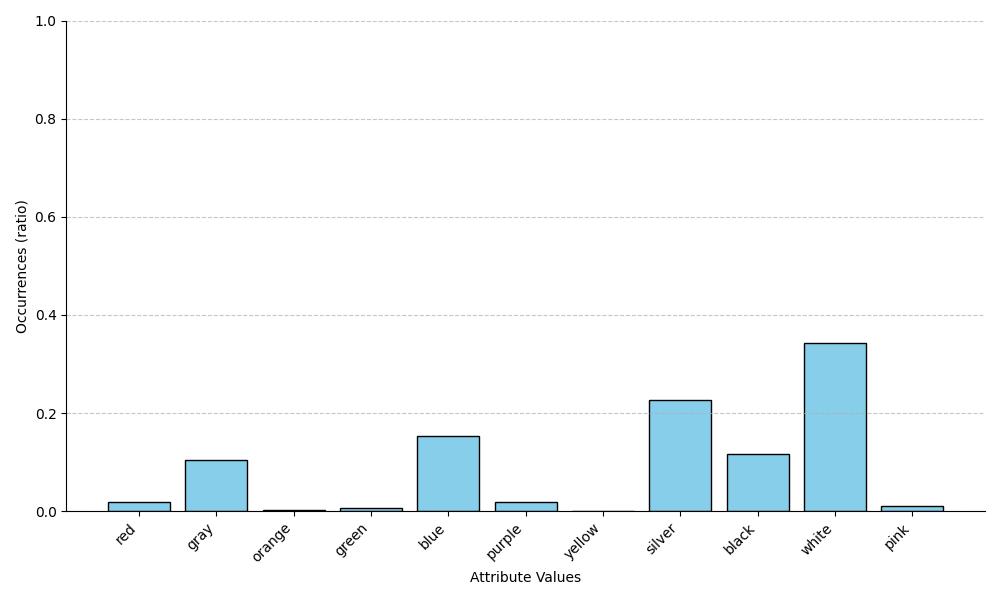 1.0
0.8
0.6
0.4
0.2
0.0
Occurrences (ratio)
red
gray
orange
green
blue
purple
yellow
silver
black
white
pink
Attribute Values